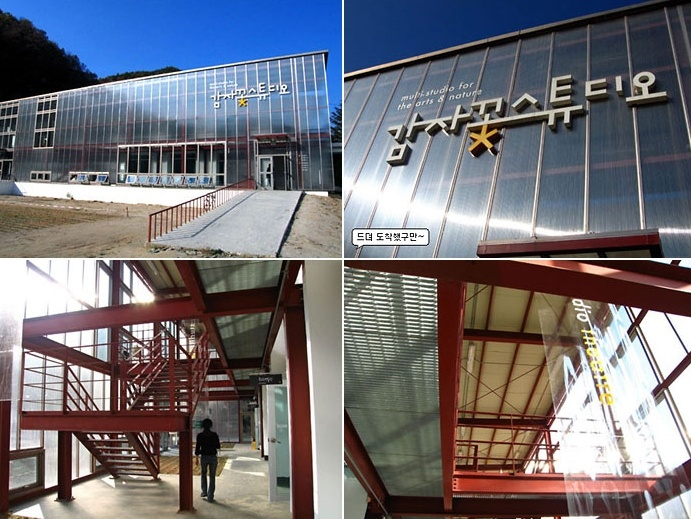 감자꽃스튜디오
multi-studio for
the arts & nature
감자꽃스튜디오
드뎌 도착했구만~